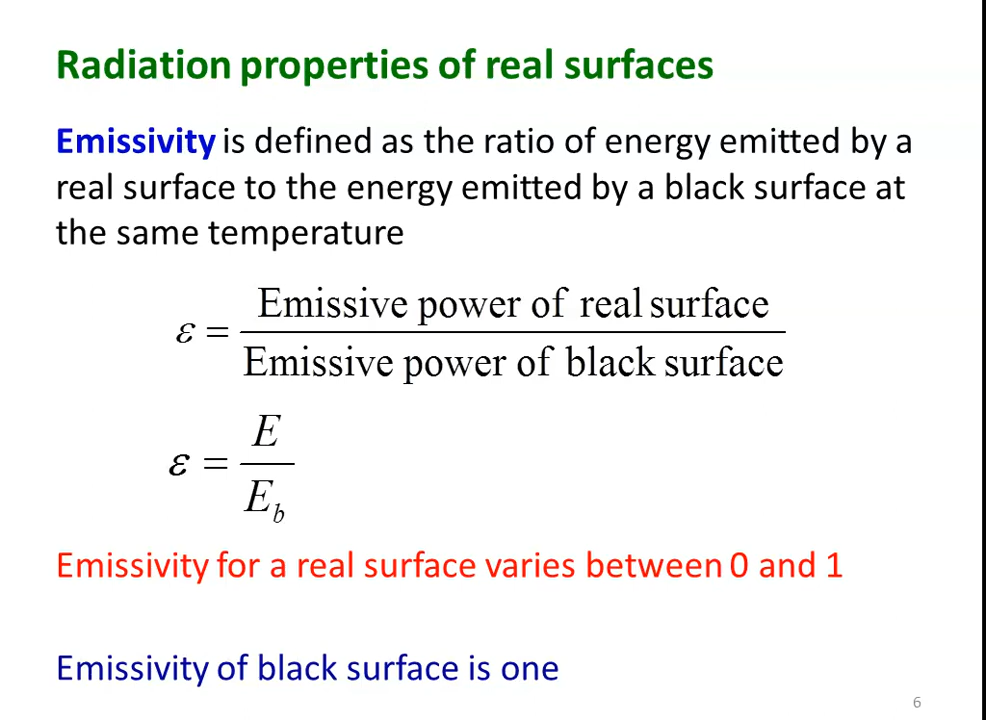 Radiation properties of real surfaces
Emissivity is defined as the ratio of energy emitted by a
real surface to the energy emitted by a black surface at
the same temperature
ε = Emissive power of real surface / Emissive power of black surface
ε = E / E_b
Emissivity for a real surface varies between 0 and 1
Emissivity of black surface is one
6